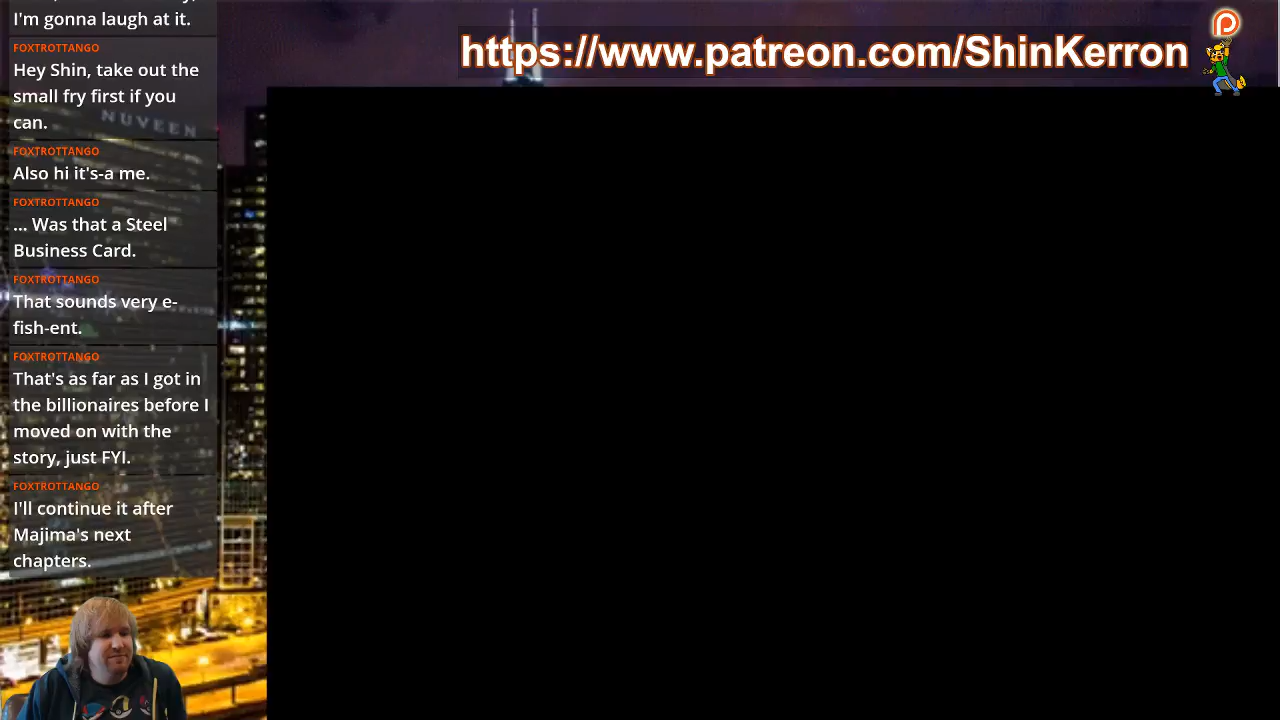 I'm gonna laugh at it.
https://www.patreon.com/ShinKerron
FOXTROTTANGO
Hey Shin, take out the
small fry first if you
can.
NUVEEN
FOXTROTTANGO
Also hi it's-a me.
FOXTROTTANGO
... Was that a Steel
Business Card.
FOXTROTTANGO
That sounds very e-
fish-ent.
FOXTROTTANGO
That's as far as I got in
the billionaires before I
moved on with the
story, just FYI.
FOXTROTTANGO
I'll continue it after
Majima's next
chapters.